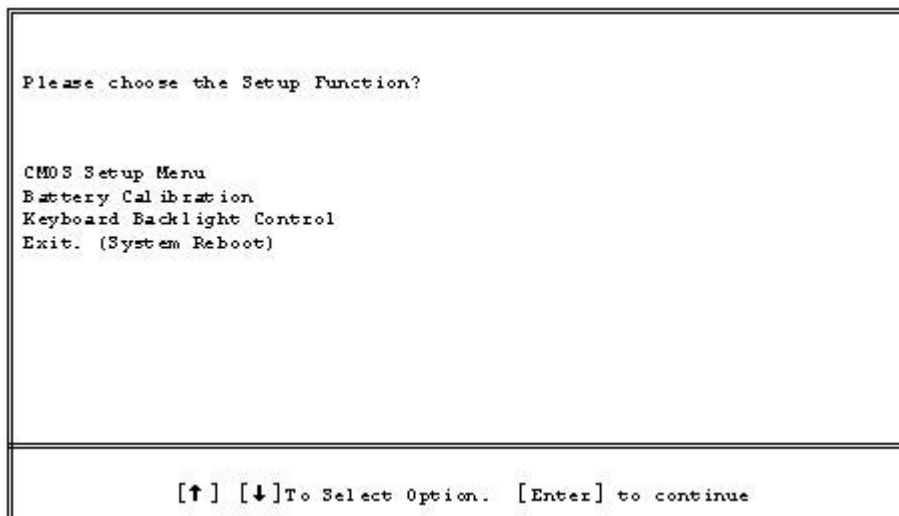 Please choose the Setup Function?
CMOS Setup Menu
Battery Calibration
Keyboard Backlight Control
Exit. (System Reboot)
[↑ ] [↓ ]To Select Option. [Enter] to continue